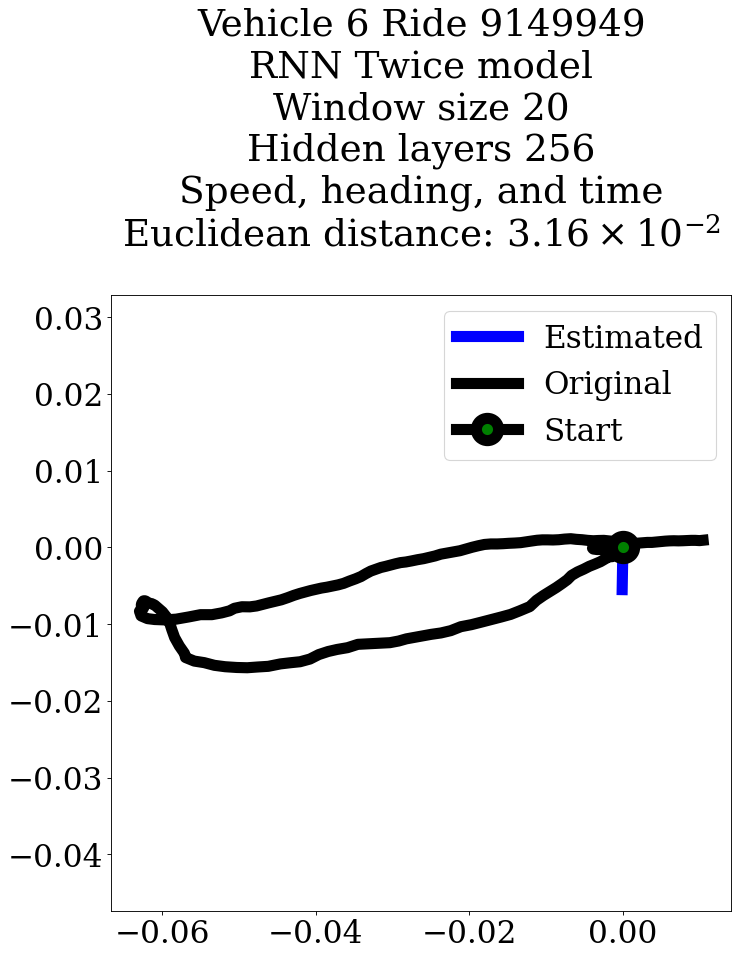 Vehicle 6 Ride 9149949
RNN Twice model
Window size 20
Hidden layers 256
Speed, heading, and time
Euclidean distance: 3.16 × 10⁻²
Estimated
Original
Start
0.03
0.02
0.01
0.00
−0.01
−0.02
−0.03
−0.04
−0.06 −0.04 −0.02 0.00